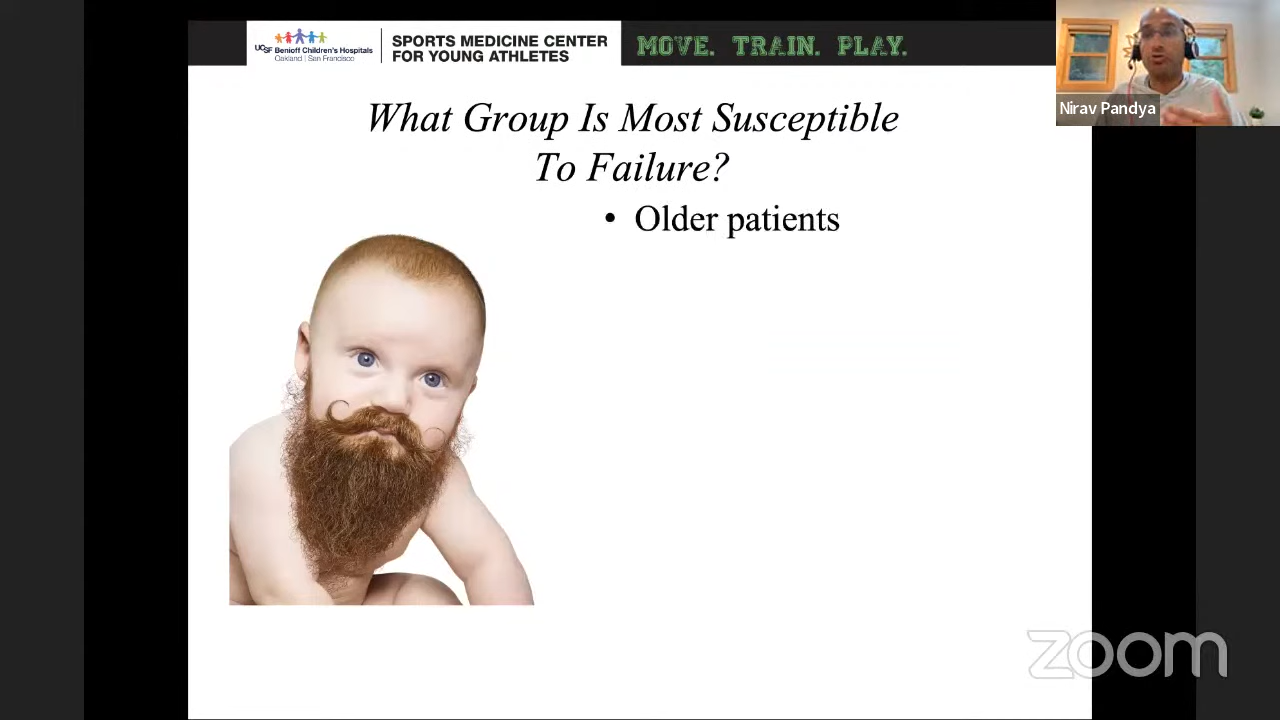 UCSF Benioff Children's Hospitals
Oakland | San Francisco
SPORTS MEDICINE CENTER
FOR YOUNG ATHLETES
MOVE. TRAIN. PLAY.
Nirav Pandya
What Group Is Most Susceptible
To Failure?
• Older patients
zoom